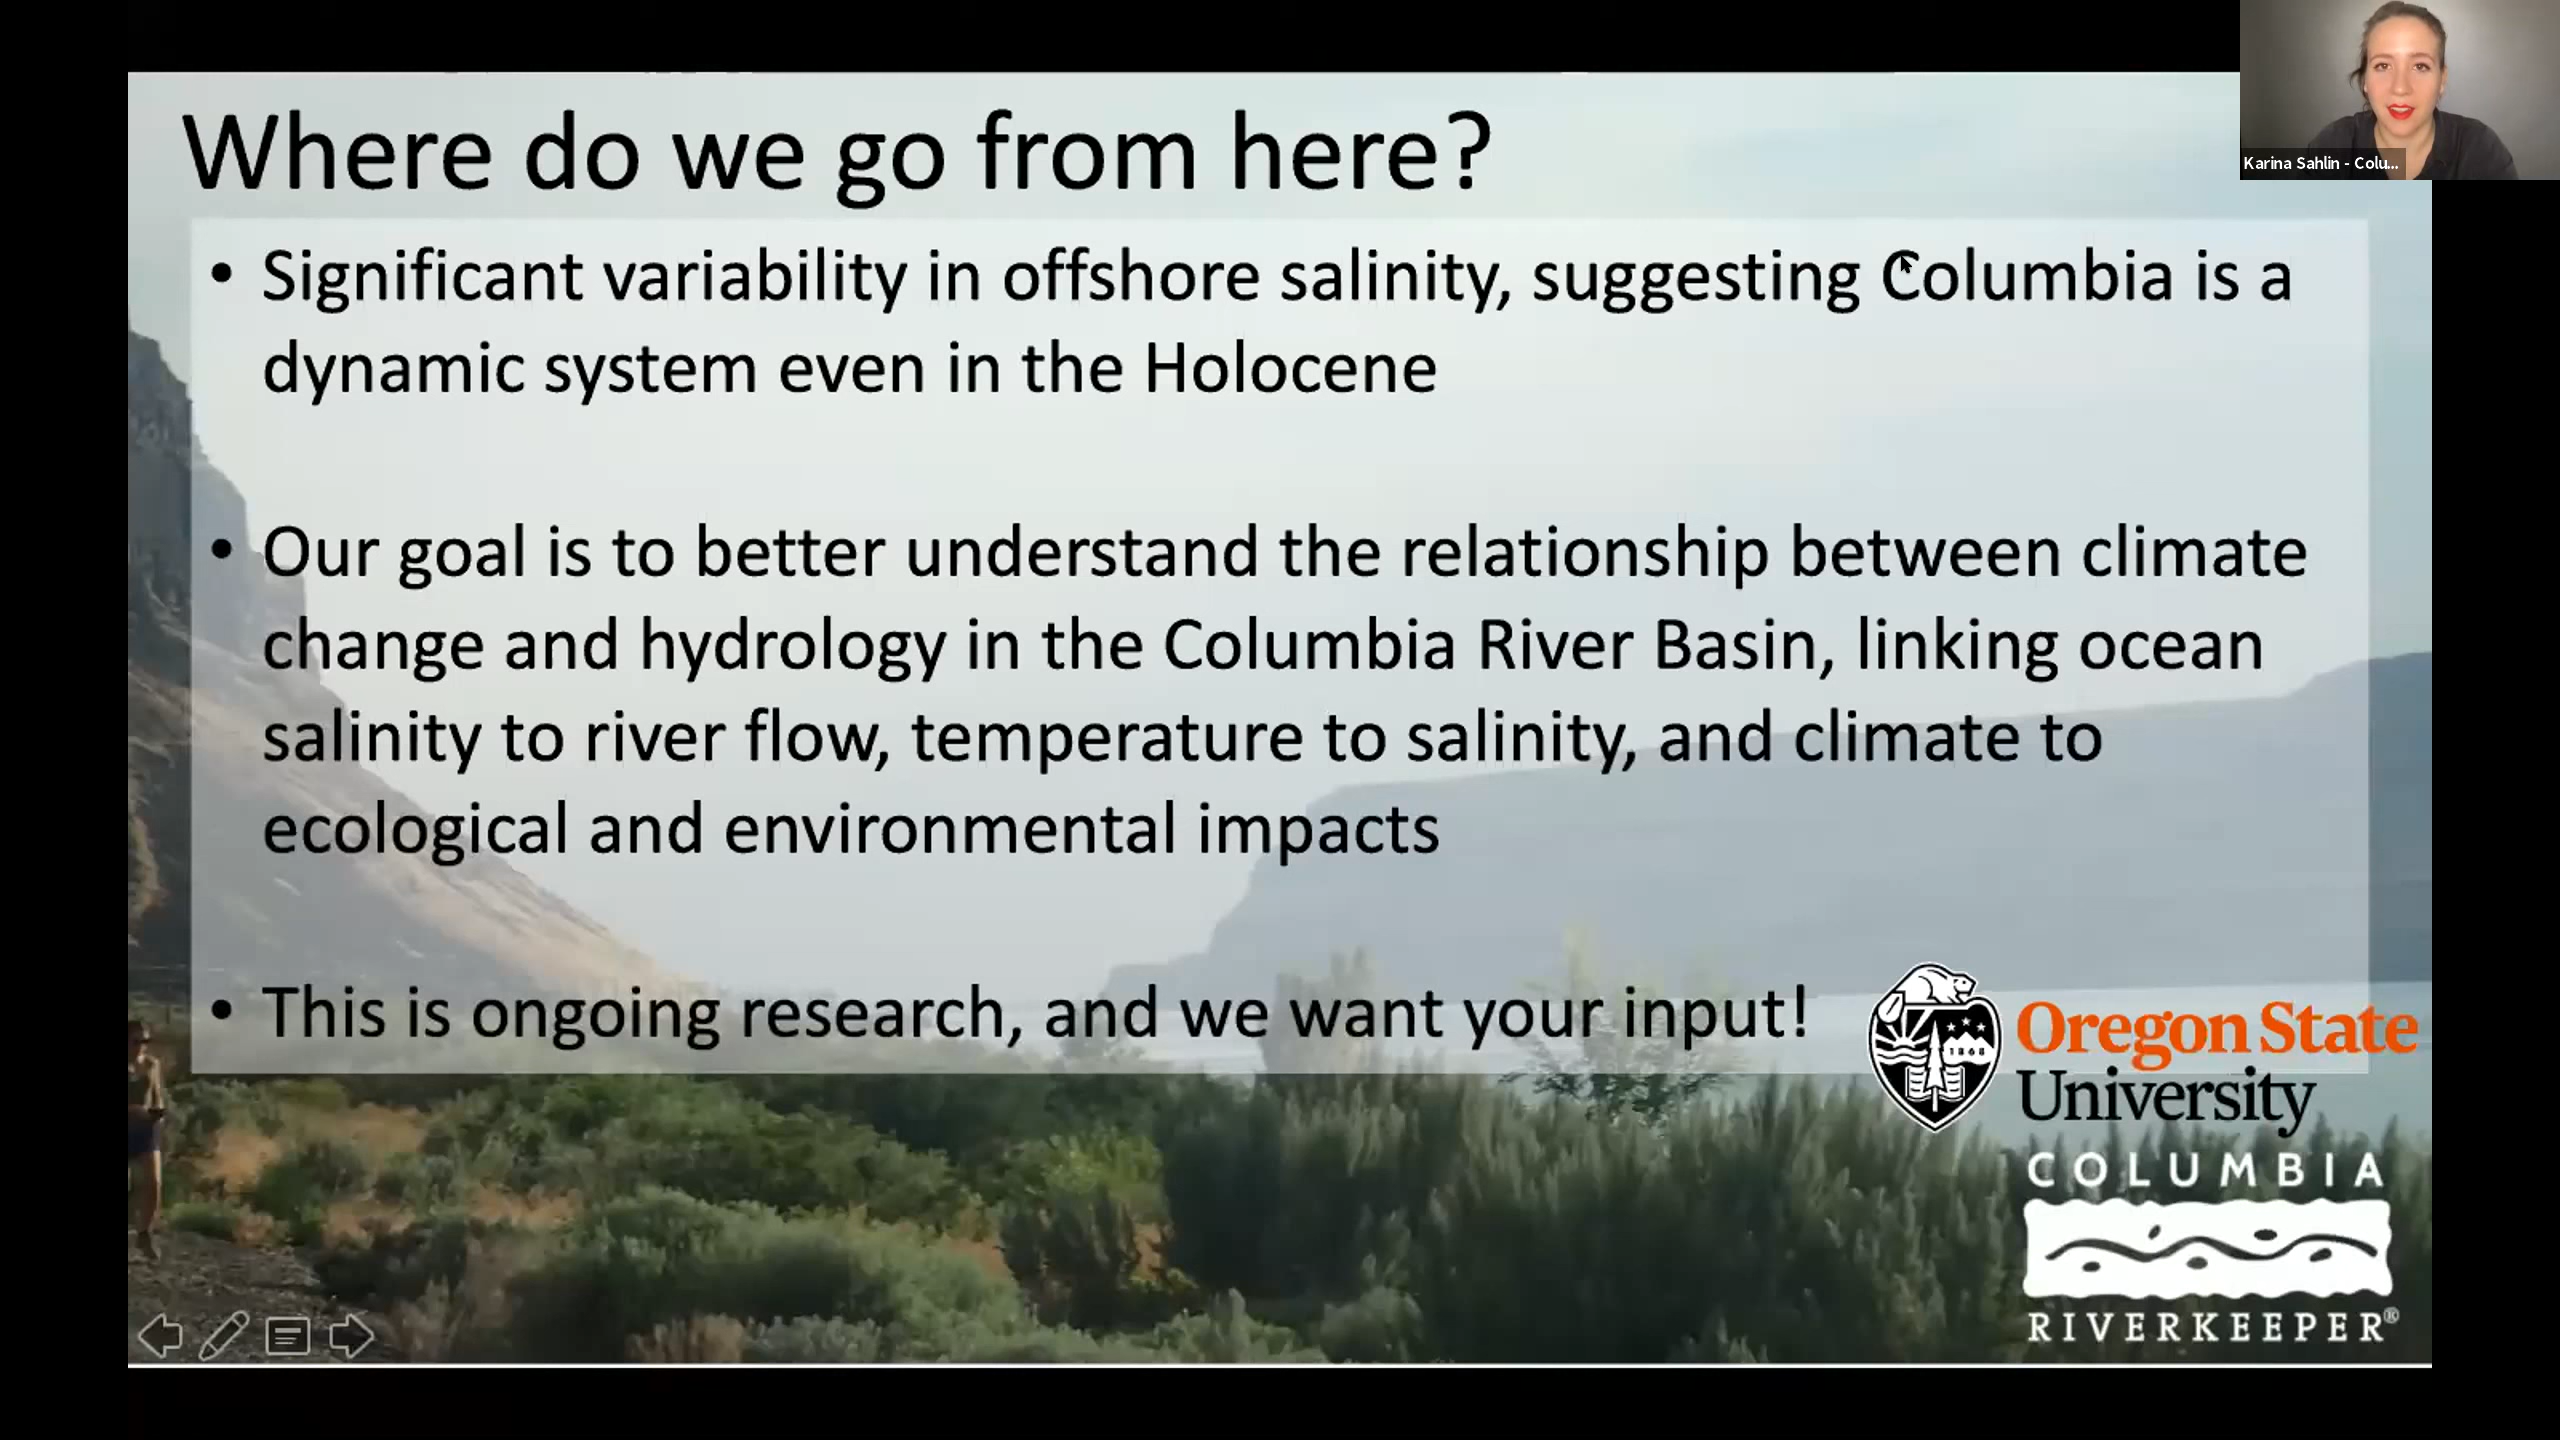 Where do we go from here?
Karina Sahlin - Colu...
• Significant variability in offshore salinity, suggesting Columbia is a
dynamic system even in the Holocene
• Our goal is to better understand the relationship between climate
change and hydrology in the Columbia River Basin, linking ocean
salinity to river flow, temperature to salinity, and climate to
ecological and environmental impacts
• This is ongoing research, and we want your input!
1868
Oregon State
University
COLUMBIA
RIVERKEEPER®